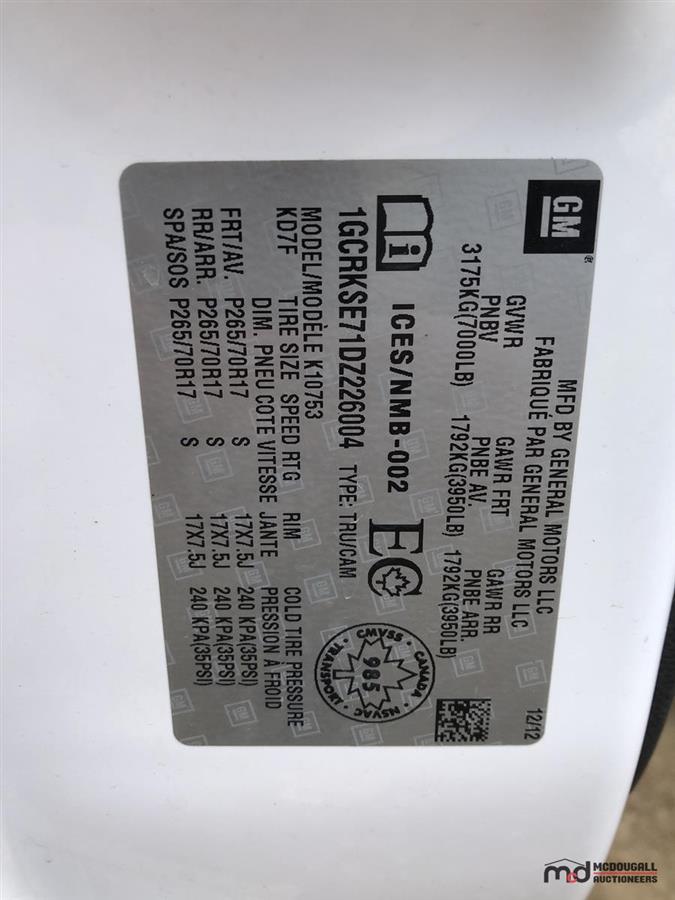 GM
MFD BY GENERAL MOTORS LLC
12/12
FABRIQUÉ PAR GENERAL MOTORS LLC
GVWR GAWR FRT GAWR RR
PNBV PNBE AV. PNBE ARR.
3175KG(7000LB) 1792KG(3950LB) 1792KG(3950LB)
i ICES/NMB-002 EC
TRANSPORT · CANADA · CMVSS · NSVAC
985
1GCRKSE71DZ226004 TYPE: TRU/CAM
MODEL/MODÈLE K10753
KD7F TIRE SIZE SPEED RTG RIM COLD TIRE PRESSURE
DIM. PNEU COTE VITESSE JANTE PRESSION À FROID
FRT/AV. P265/70R17 S 17X7.5J 240 KPA(35PSI)
RR/ARR. P265/70R17 S 17X7.5J 240 KPA(35PSI)
SPA/SOS P265/70R17 S 17X7.5J 240 KPA(35PSI)
md MCDOUGALL
AUCTIONEERS